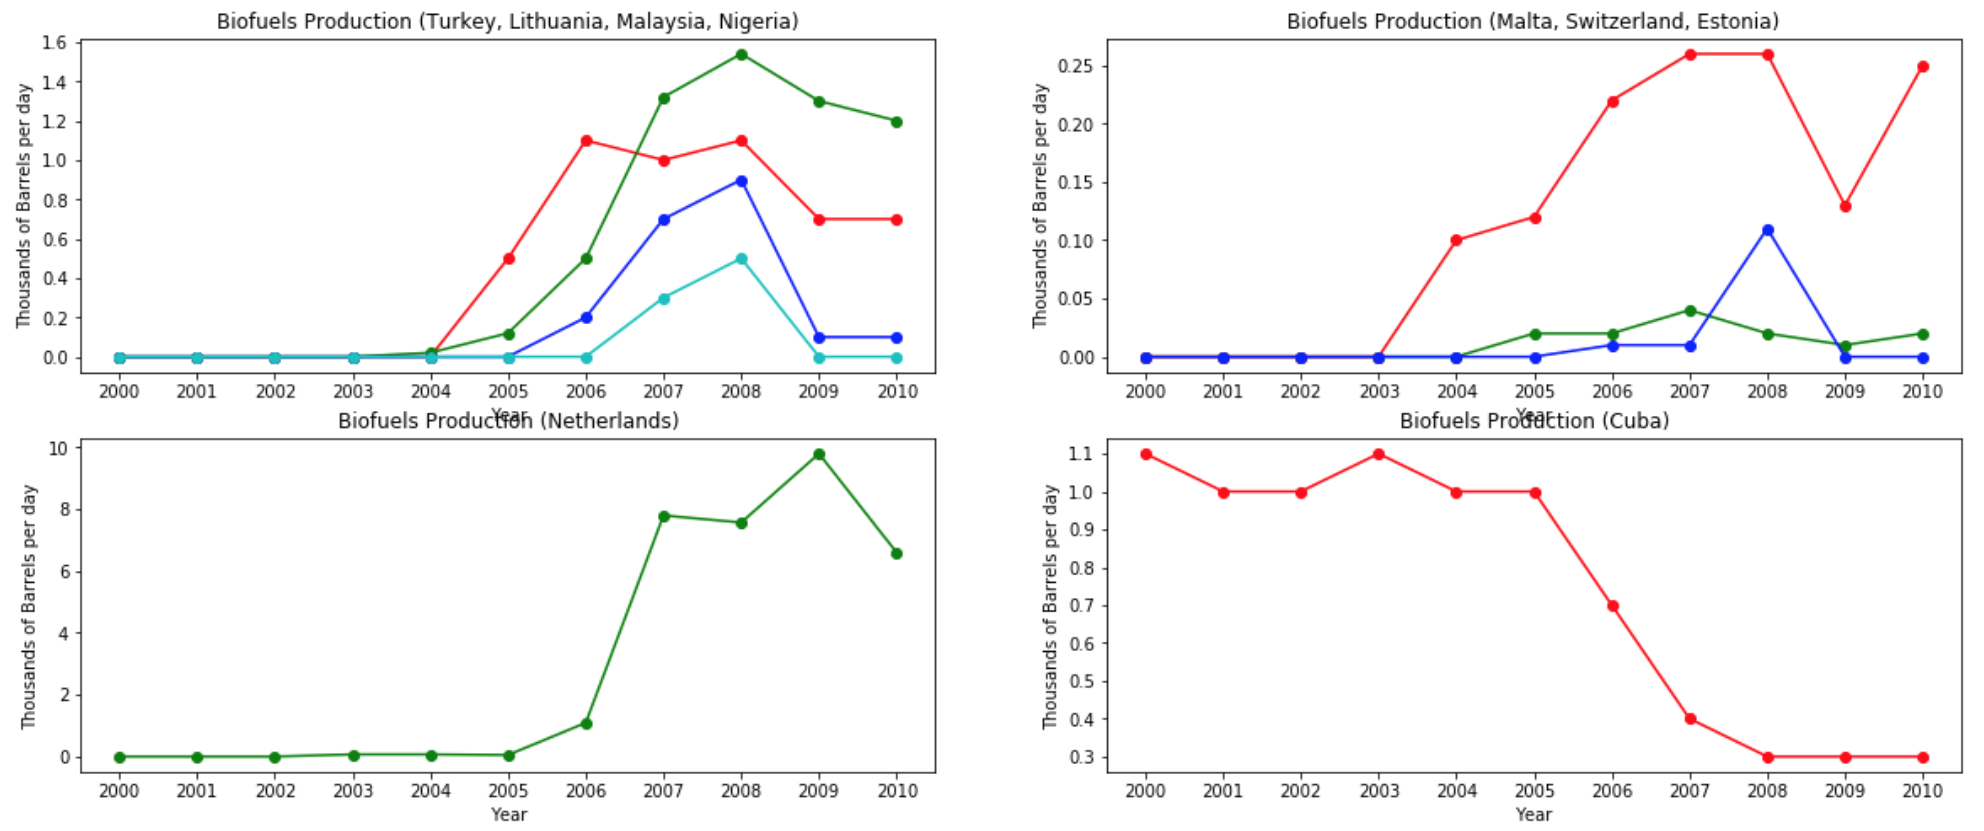 Biofuels Production (Turkey, Lithuania, Malaysia, Nigeria)
Thousands of Barrels per day
1.6
1.4
1.2
1.0
0.8
0.6
0.4
0.2
0.0
2000 2001 2002 2003 2004 2005 2006 2007 2008 2009 2010
Year
Biofuels Production (Malta, Switzerland, Estonia)
Thousands of Barrels per day
0.25
0.20
0.15
0.10
0.05
0.00
2000 2001 2002 2003 2004 2005 2006 2007 2008 2009 2010
Year
Biofuels Production (Netherlands)
Thousands of Barrels per day
10
8
6
4
2
0
2000 2001 2002 2003 2004 2005 2006 2007 2008 2009 2010
Year
Biofuels Production (Cuba)
Thousands of Barrels per day
1.1
1.0
0.9
0.8
0.7
0.6
0.5
0.4
0.3
2000 2001 2002 2003 2004 2005 2006 2007 2008 2009 2010
Year